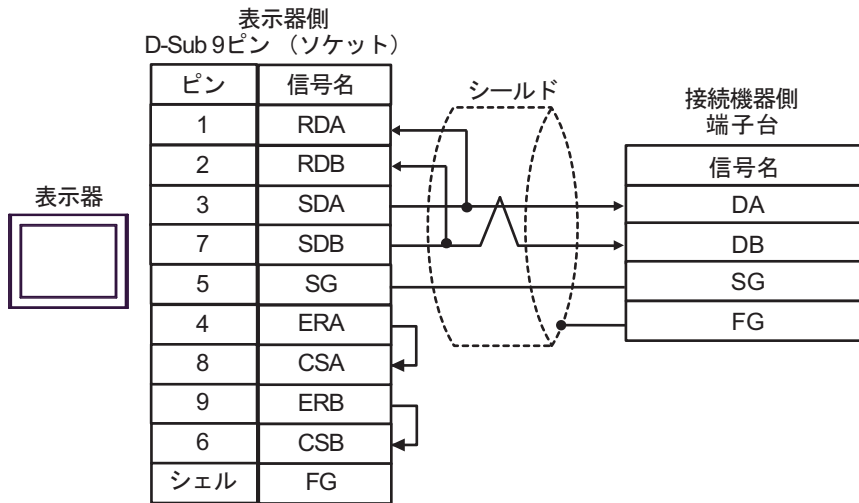 表示器側
D-Sub 9ピン （ソケット）
ピン 信号名
1 RDA
2 RDB
3 SDA
7 SDB
5 SG
4 ERA
8 CSA
9 ERB
6 CSB
シェル FG
表示器
シールド
接続機器側
端子台
信号名
DA
DB
SG
FG